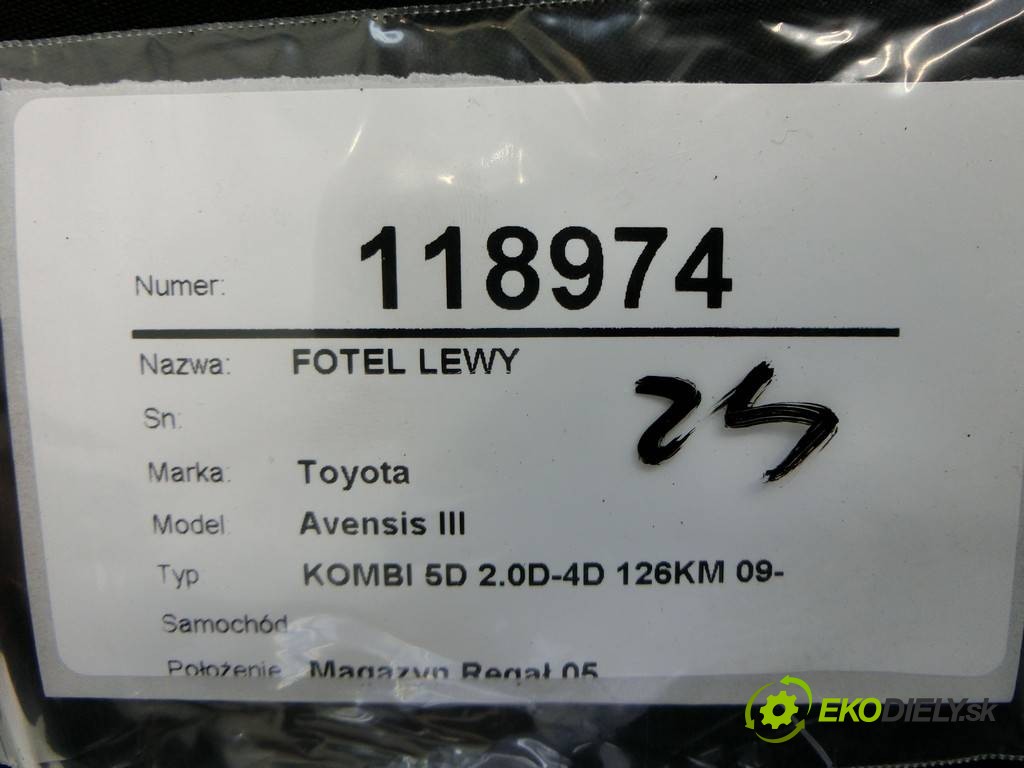 Numer: 118974
Nazwa: FOTEL LEWY
Sn:
Marka: Toyota
Model: Avensis III
Typ KOMBI 5D 2.0D-4D 126KM 09-
Samochód
Położenie Magazyn Regał 05
EKODIELY.sk